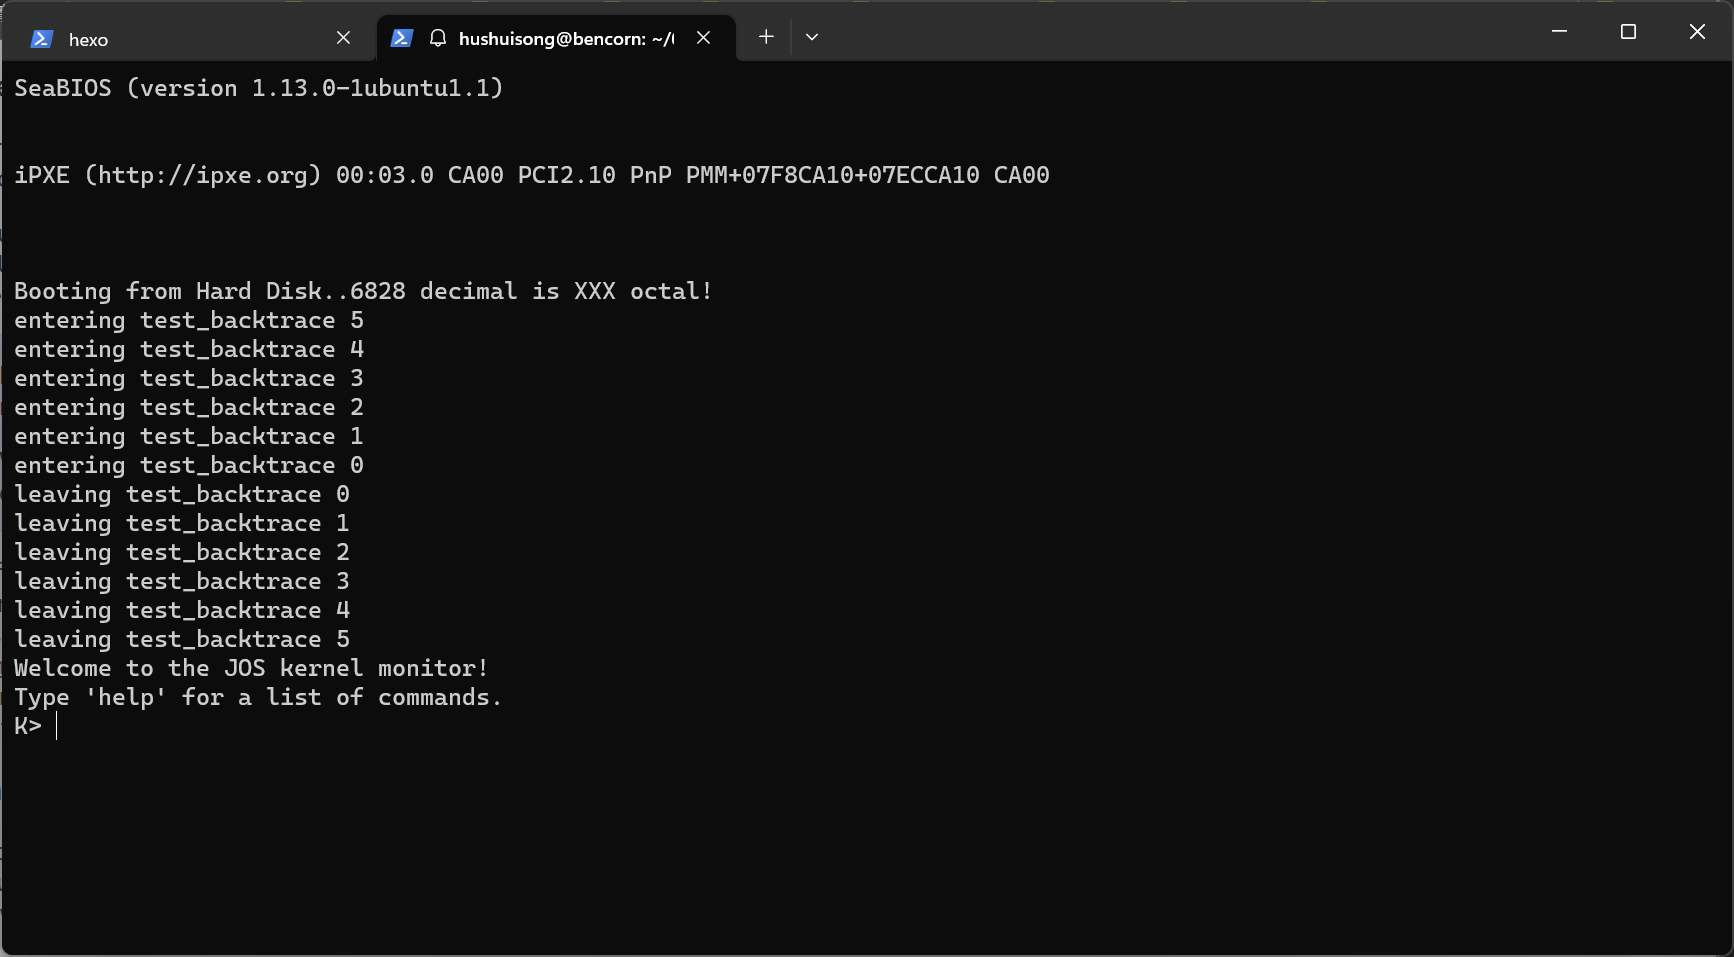 hexo
hushuisong@bencorn: ~/
SeaBIOS (version 1.13.0-1ubuntu1.1)
iPXE (http://ipxe.org) 00:03.0 CA00 PCI2.10 PnP PMM+07F8CA10+07ECCA10 CA00
Booting from Hard Disk..6828 decimal is XXX octal!
entering test_backtrace 5
entering test_backtrace 4
entering test_backtrace 3
entering test_backtrace 2
entering test_backtrace 1
entering test_backtrace 0
leaving test_backtrace 0
leaving test_backtrace 1
leaving test_backtrace 2
leaving test_backtrace 3
leaving test_backtrace 4
leaving test_backtrace 5
Welcome to the JOS kernel monitor!
Type 'help' for a list of commands.
K>